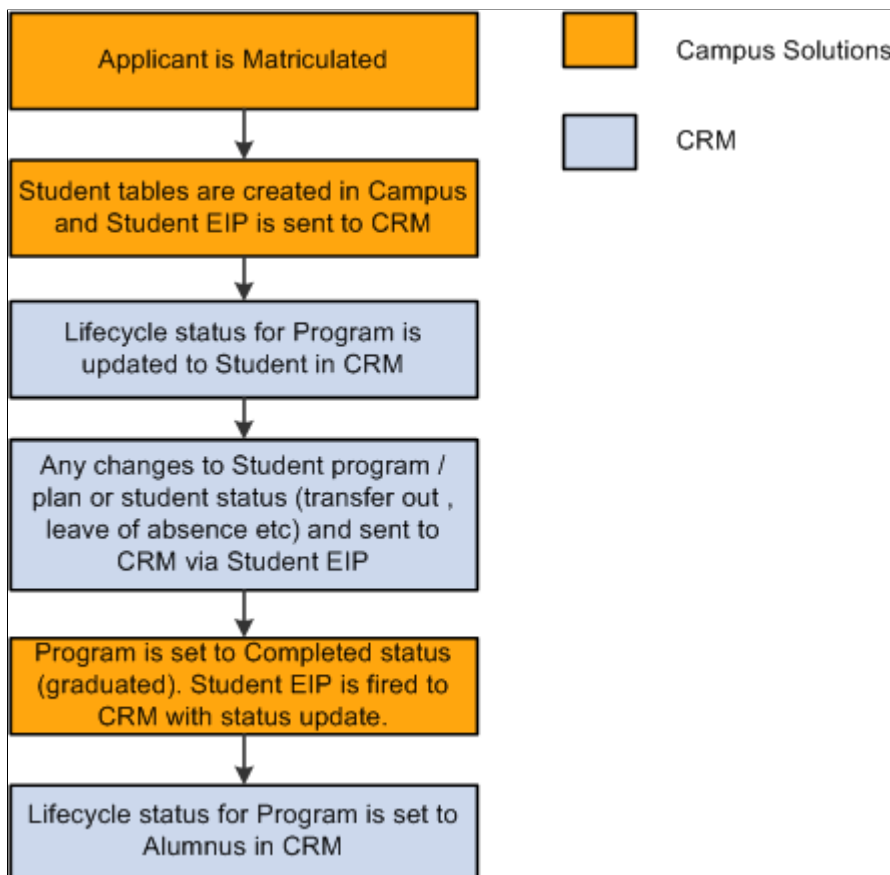 Applicant is Matriculated
Campus Solutions
CRM
Student tables are created in Campus
and Student EIP is sent to CRM
Lifecycle status for Program is
updated to Student in CRM
Any changes to Student program /
plan or student status (transfer out ,
leave of absence etc) and sent to
CRM via Student EIP
Program is set to Completed status
(graduated). Student EIP is fired to
CRM with status update.
Lifecycle status for Program is set to
Alumnus in CRM